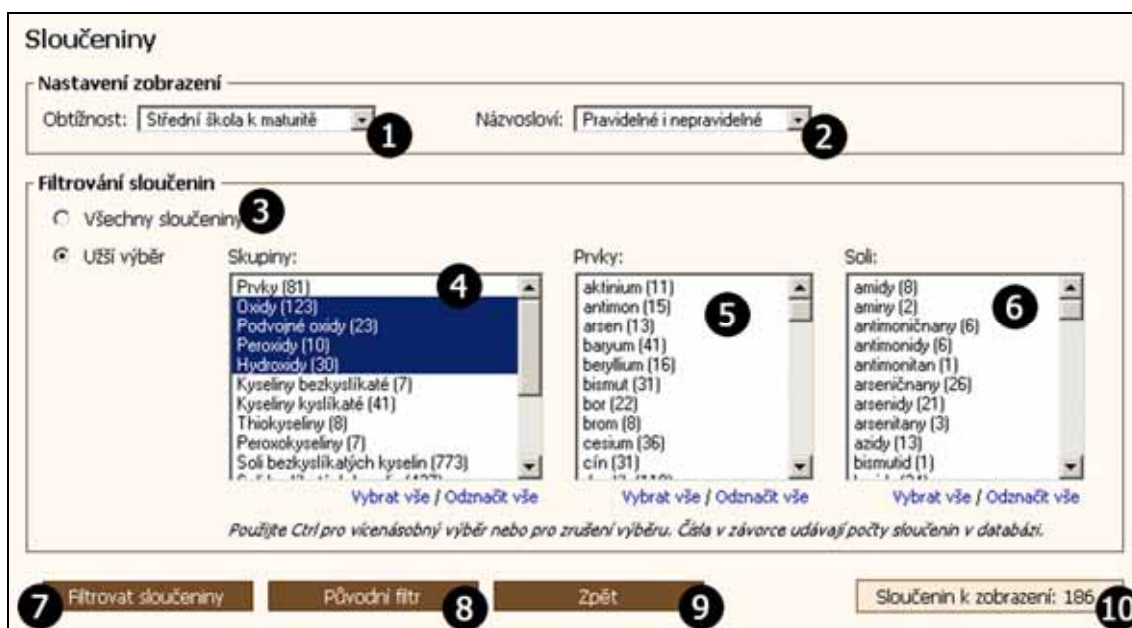 Sloučeniny
Nastavení zobrazení
Obtížnost: Střední škola k maturitě 1 Názvosloví: Pravidelné i nepravidelné 2
Filtrování sloučenin
Všechny sloučeniny 3
Užší výběr
Skupiny: 4
Prvky (81)
Oxidy (123)
Podvojné oxidy (23)
Peroxidy (10)
Hydroxidy (30)
Kyseliny bezkyslíkaté (7)
Kyseliny kyslíkaté (41)
Thiokyseliny (8)
Peroxokyseliny (7)
Soli bezkyslíkatých kyselin (773)
Vybrat vše / Odznačit vše
Prvky: 5
aktinium (11)
antimon (15)
arsen (13)
baryum (41)
beryllium (16)
bismut (31)
bor (22)
brom (8)
cesium (36)
cín (31)
Vybrat vše / Odznačit vše
Soli: 6
amidy (8)
aminy (2)
antimoničnany (6)
antimonidy (6)
antimonitan (1)
arseničnany (26)
arsenidy (21)
arsenitany (3)
azidy (13)
bismutid (1)
Vybrat vše / Odznačit vše
Použijte Ctrl pro vícenásobný výběr nebo pro zrušení výběru. Čísla v závorce udávají počty sloučenin v databázi.
7 Filtrovat sloučeniny Původní filtr 8 Zpět 9 Sloučenin k zobrazení: 186 10